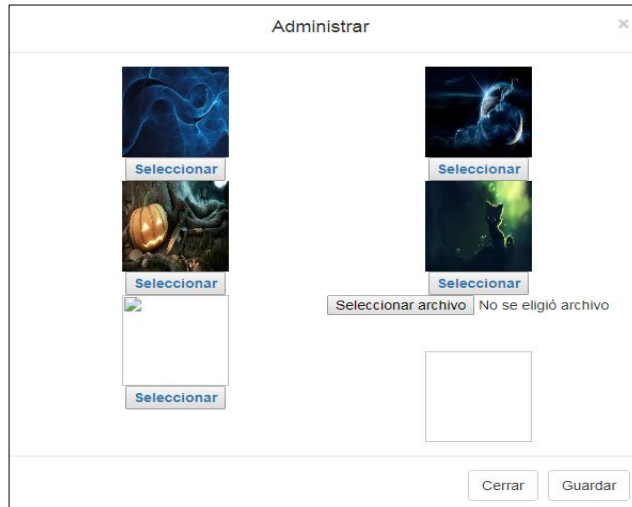 Administrar
×
Seleccionar
Seleccionar
Seleccionar
Seleccionar
Seleccionar archivo No se eligió archivo
Seleccionar
Cerrar
Guardar